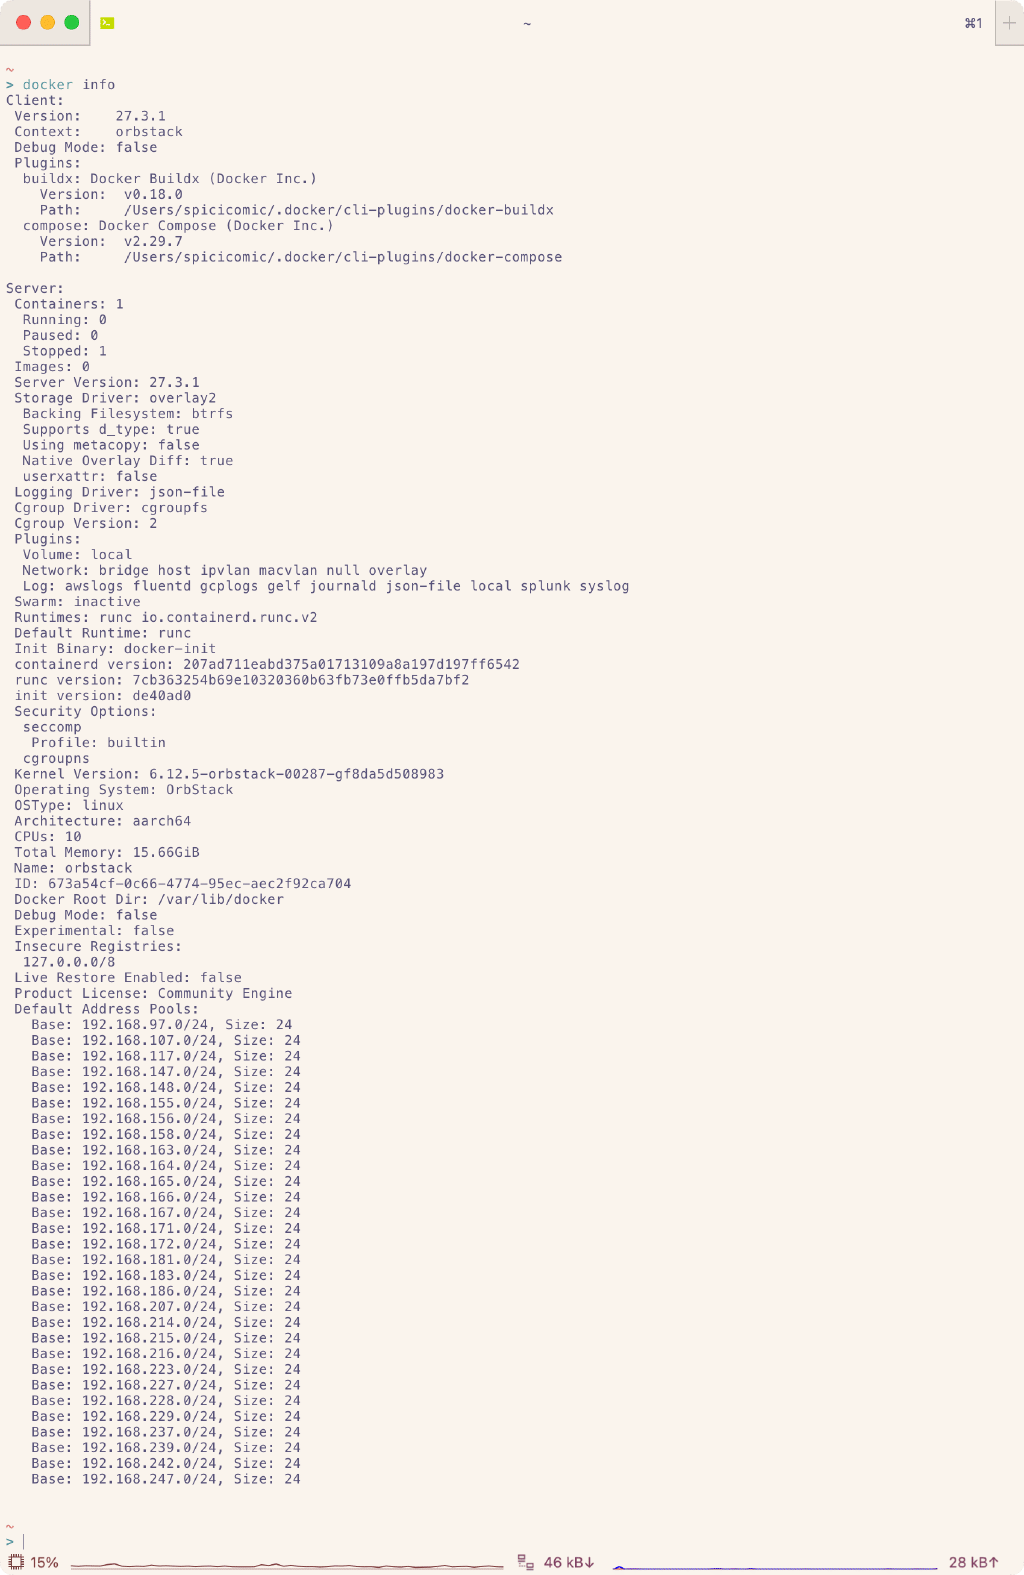 ~
⌘1
~
> docker info
Client:
 Version:    27.3.1
 Context:    orbstack
 Debug Mode: false
 Plugins:
  buildx: Docker Buildx (Docker Inc.)
    Version:  v0.18.0
    Path:     /Users/spicicomic/.docker/cli-plugins/docker-buildx
  compose: Docker Compose (Docker Inc.)
    Version:  v2.29.7
    Path:     /Users/spicicomic/.docker/cli-plugins/docker-compose

Server:
 Containers: 1
  Running: 0
  Paused: 0
  Stopped: 1
 Images: 0
 Server Version: 27.3.1
 Storage Driver: overlay2
  Backing Filesystem: btrfs
  Supports d_type: true
  Using metacopy: false
  Native Overlay Diff: true
  userxattr: false
 Logging Driver: json-file
 Cgroup Driver: cgroupfs
 Cgroup Version: 2
 Plugins:
  Volume: local
  Network: bridge host ipvlan macvlan null overlay
  Log: awslogs fluentd gcplogs gelf journald json-file local splunk syslog
 Swarm: inactive
 Runtimes: runc io.containerd.runc.v2
 Default Runtime: runc
 Init Binary: docker-init
 containerd version: 207ad711eabd375a01713109a8a197d197ff6542
 runc version: 7cb363254b69e10320360b63fb73e0ffb5da7bf2
 init version: de40ad0
 Security Options:
  seccomp
   Profile: builtin
  cgroupns
 Kernel Version: 6.12.5-orbstack-00287-gf8da5d508983
 Operating System: OrbStack
 OSType: linux
 Architecture: aarch64
 CPUs: 10
 Total Memory: 15.66GiB
 Name: orbstack
 ID: 673a54cf-0c66-4774-95ec-aec2f92ca704
 Docker Root Dir: /var/lib/docker
 Debug Mode: false
 Experimental: false
 Insecure Registries:
  127.0.0.0/8
 Live Restore Enabled: false
 Product License: Community Engine
 Default Address Pools:
   Base: 192.168.97.0/24, Size: 24
   Base: 192.168.107.0/24, Size: 24
   Base: 192.168.117.0/24, Size: 24
   Base: 192.168.147.0/24, Size: 24
   Base: 192.168.148.0/24, Size: 24
   Base: 192.168.155.0/24, Size: 24
   Base: 192.168.156.0/24, Size: 24
   Base: 192.168.158.0/24, Size: 24
   Base: 192.168.163.0/24, Size: 24
   Base: 192.168.164.0/24, Size: 24
   Base: 192.168.165.0/24, Size: 24
   Base: 192.168.166.0/24, Size: 24
   Base: 192.168.167.0/24, Size: 24
   Base: 192.168.171.0/24, Size: 24
   Base: 192.168.172.0/24, Size: 24
   Base: 192.168.181.0/24, Size: 24
   Base: 192.168.183.0/24, Size: 24
   Base: 192.168.186.0/24, Size: 24
   Base: 192.168.207.0/24, Size: 24
   Base: 192.168.214.0/24, Size: 24
   Base: 192.168.215.0/24, Size: 24
   Base: 192.168.216.0/24, Size: 24
   Base: 192.168.223.0/24, Size: 24
   Base: 192.168.227.0/24, Size: 24
   Base: 192.168.228.0/24, Size: 24
   Base: 192.168.229.0/24, Size: 24
   Base: 192.168.237.0/24, Size: 24
   Base: 192.168.239.0/24, Size: 24
   Base: 192.168.242.0/24, Size: 24
   Base: 192.168.247.0/24, Size: 24

~
>
15% 46 kB↓ 28 kB↑